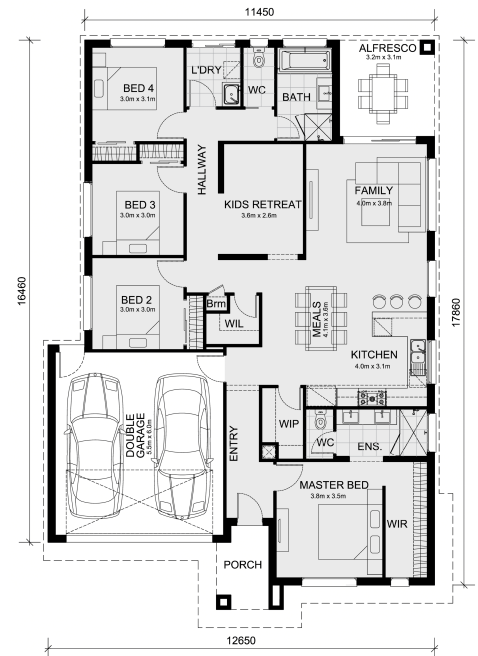 11450
ALFRESCO
3.2m x 3.1m
L'DRY
WC
BED 4
3.0m x 3.1m
BATH
HALLWAY
FAMILY
4.0m x 3.8m
BED 3
3.0m x 3.0m
KIDS RETREAT
3.6m x 2.6m
16460
17860
BED 2
3.0m x 3.0m
Brm
WIL
MEALS
4.1m x 3.6m
KITCHEN
4.0m x 3.1m
DOUBLE
GARAGE
5.5m x 6.0m
ENTRY
WIP
WC
ENS.
MASTER BED
3.8m x 3.5m
WIR
PORCH
12650